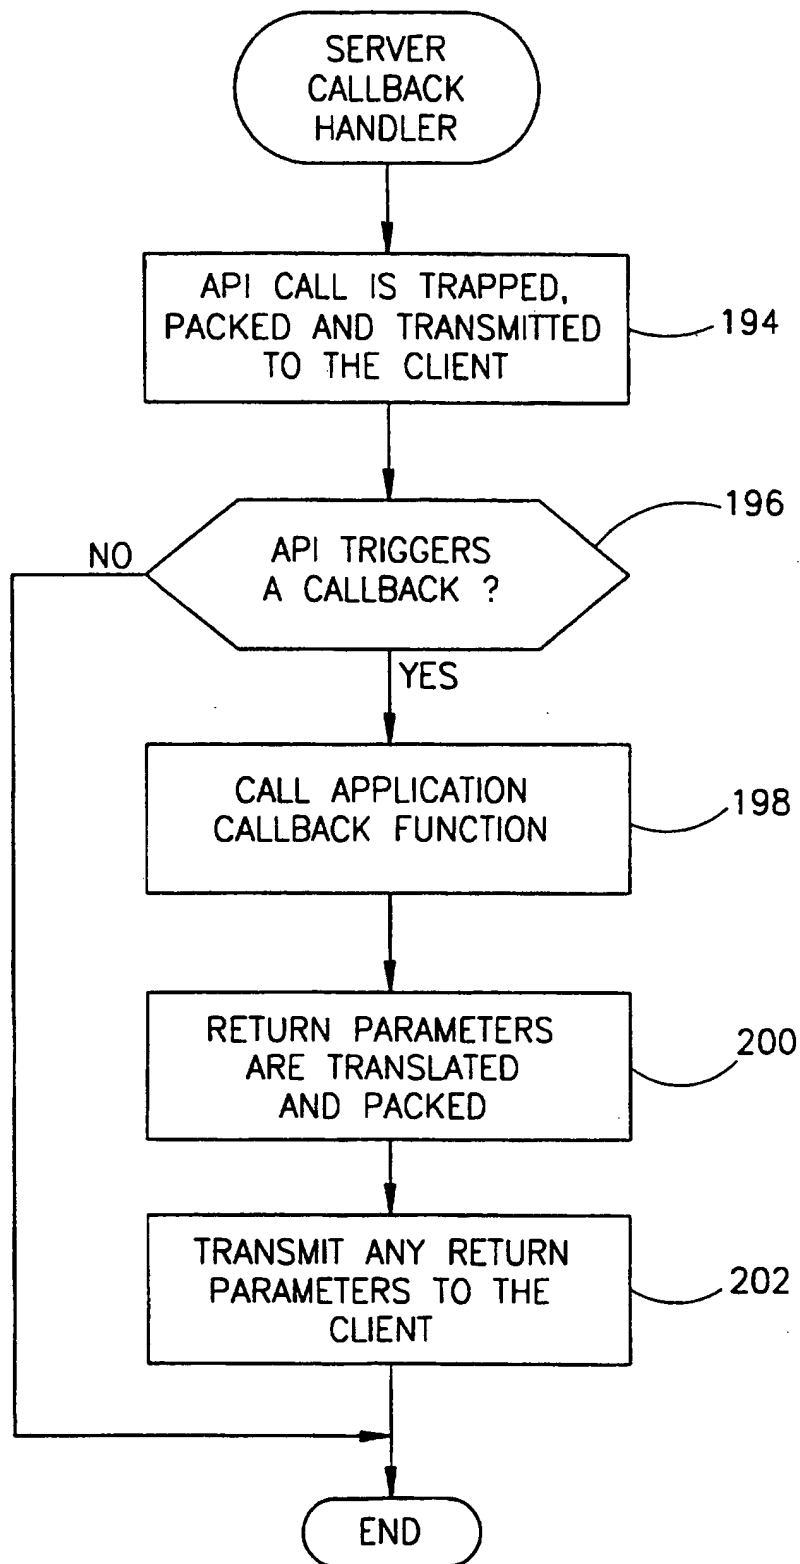 SERVER
CALLBACK
HANDLER
API CALL IS TRAPPED,
PACKED AND TRANSMITTED
TO THE CLIENT
194
196
NO
API TRIGGERS
A CALLBACK ?
YES
CALL APPLICATION
CALLBACK FUNCTION
198
RETURN PARAMETERS
ARE TRANSLATED
AND PACKED
200
TRANSMIT ANY RETURN
PARAMETERS TO THE
CLIENT
202
END